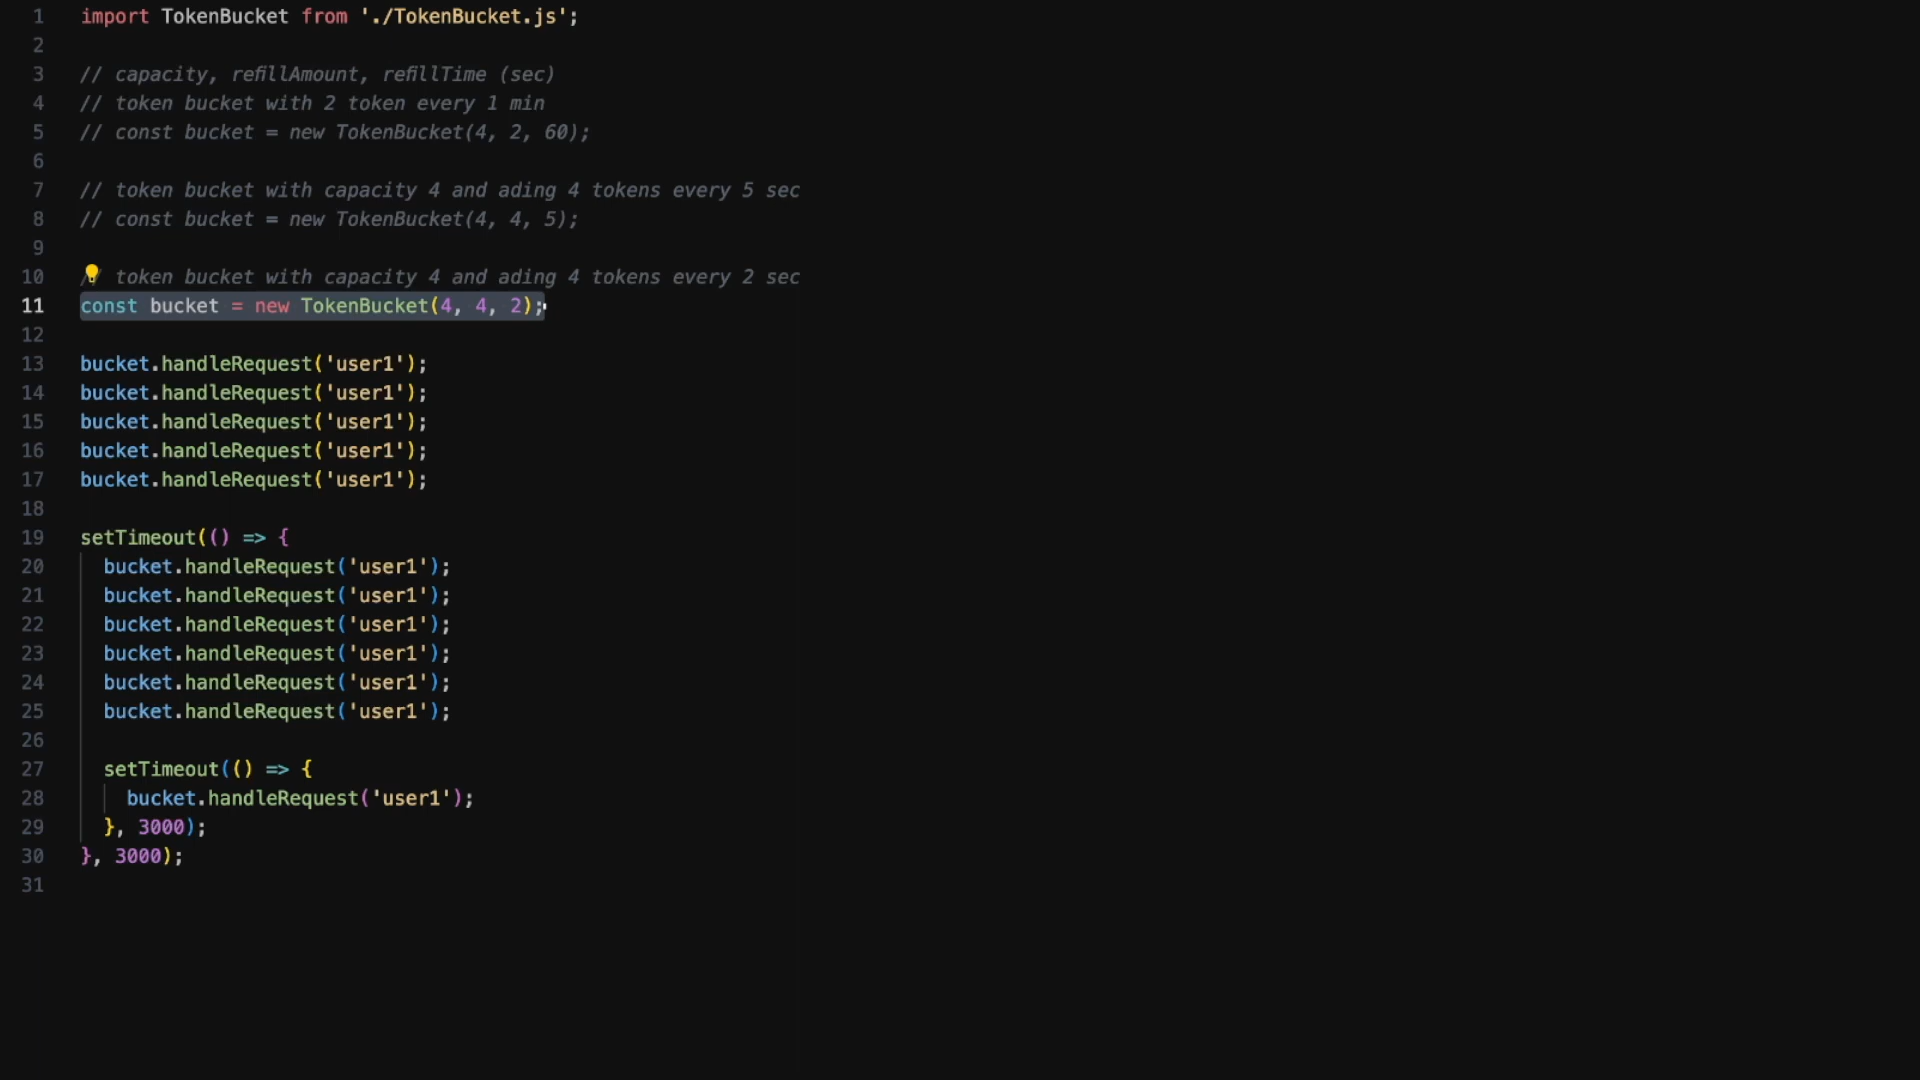 1 import TokenBucket from './TokenBucket.js';
2
3 // capacity, refillAmount, refillTime (sec)
4 // token bucket with 2 token every 1 min
5 // const bucket = new TokenBucket(4, 2, 60);
6
7 // token bucket with capacity 4 and ading 4 tokens every 5 sec
8 // const bucket = new TokenBucket(4, 4, 5);
9
10 // token bucket with capacity 4 and ading 4 tokens every 2 sec
11 const bucket = new TokenBucket(4, 4, 2);
12
13 bucket.handleRequest('user1');
14 bucket.handleRequest('user1');
15 bucket.handleRequest('user1');
16 bucket.handleRequest('user1');
17 bucket.handleRequest('user1');
18
19 setTimeout(() => {
20   bucket.handleRequest('user1');
21   bucket.handleRequest('user1');
22   bucket.handleRequest('user1');
23   bucket.handleRequest('user1');
24   bucket.handleRequest('user1');
25   bucket.handleRequest('user1');
26
27   setTimeout(() => {
28     bucket.handleRequest('user1');
29   }, 3000);
30 }, 3000);
31